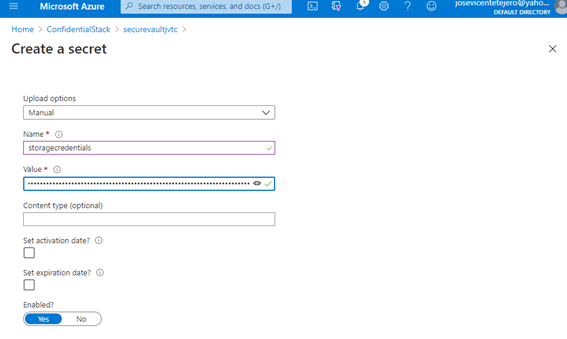 Microsoft Azure
Search resources, services, and docs (G+/)
josevicentetejero@yaho...
DEFAULT DIRECTORY
Home > ConfidentialStack > securevaultjvtc >
Create a secret
Upload options
Manual
Name *
storagecredentials
Value *
Content type (optional)
Set activation date?
Set expiration date?
Enabled?
Yes No